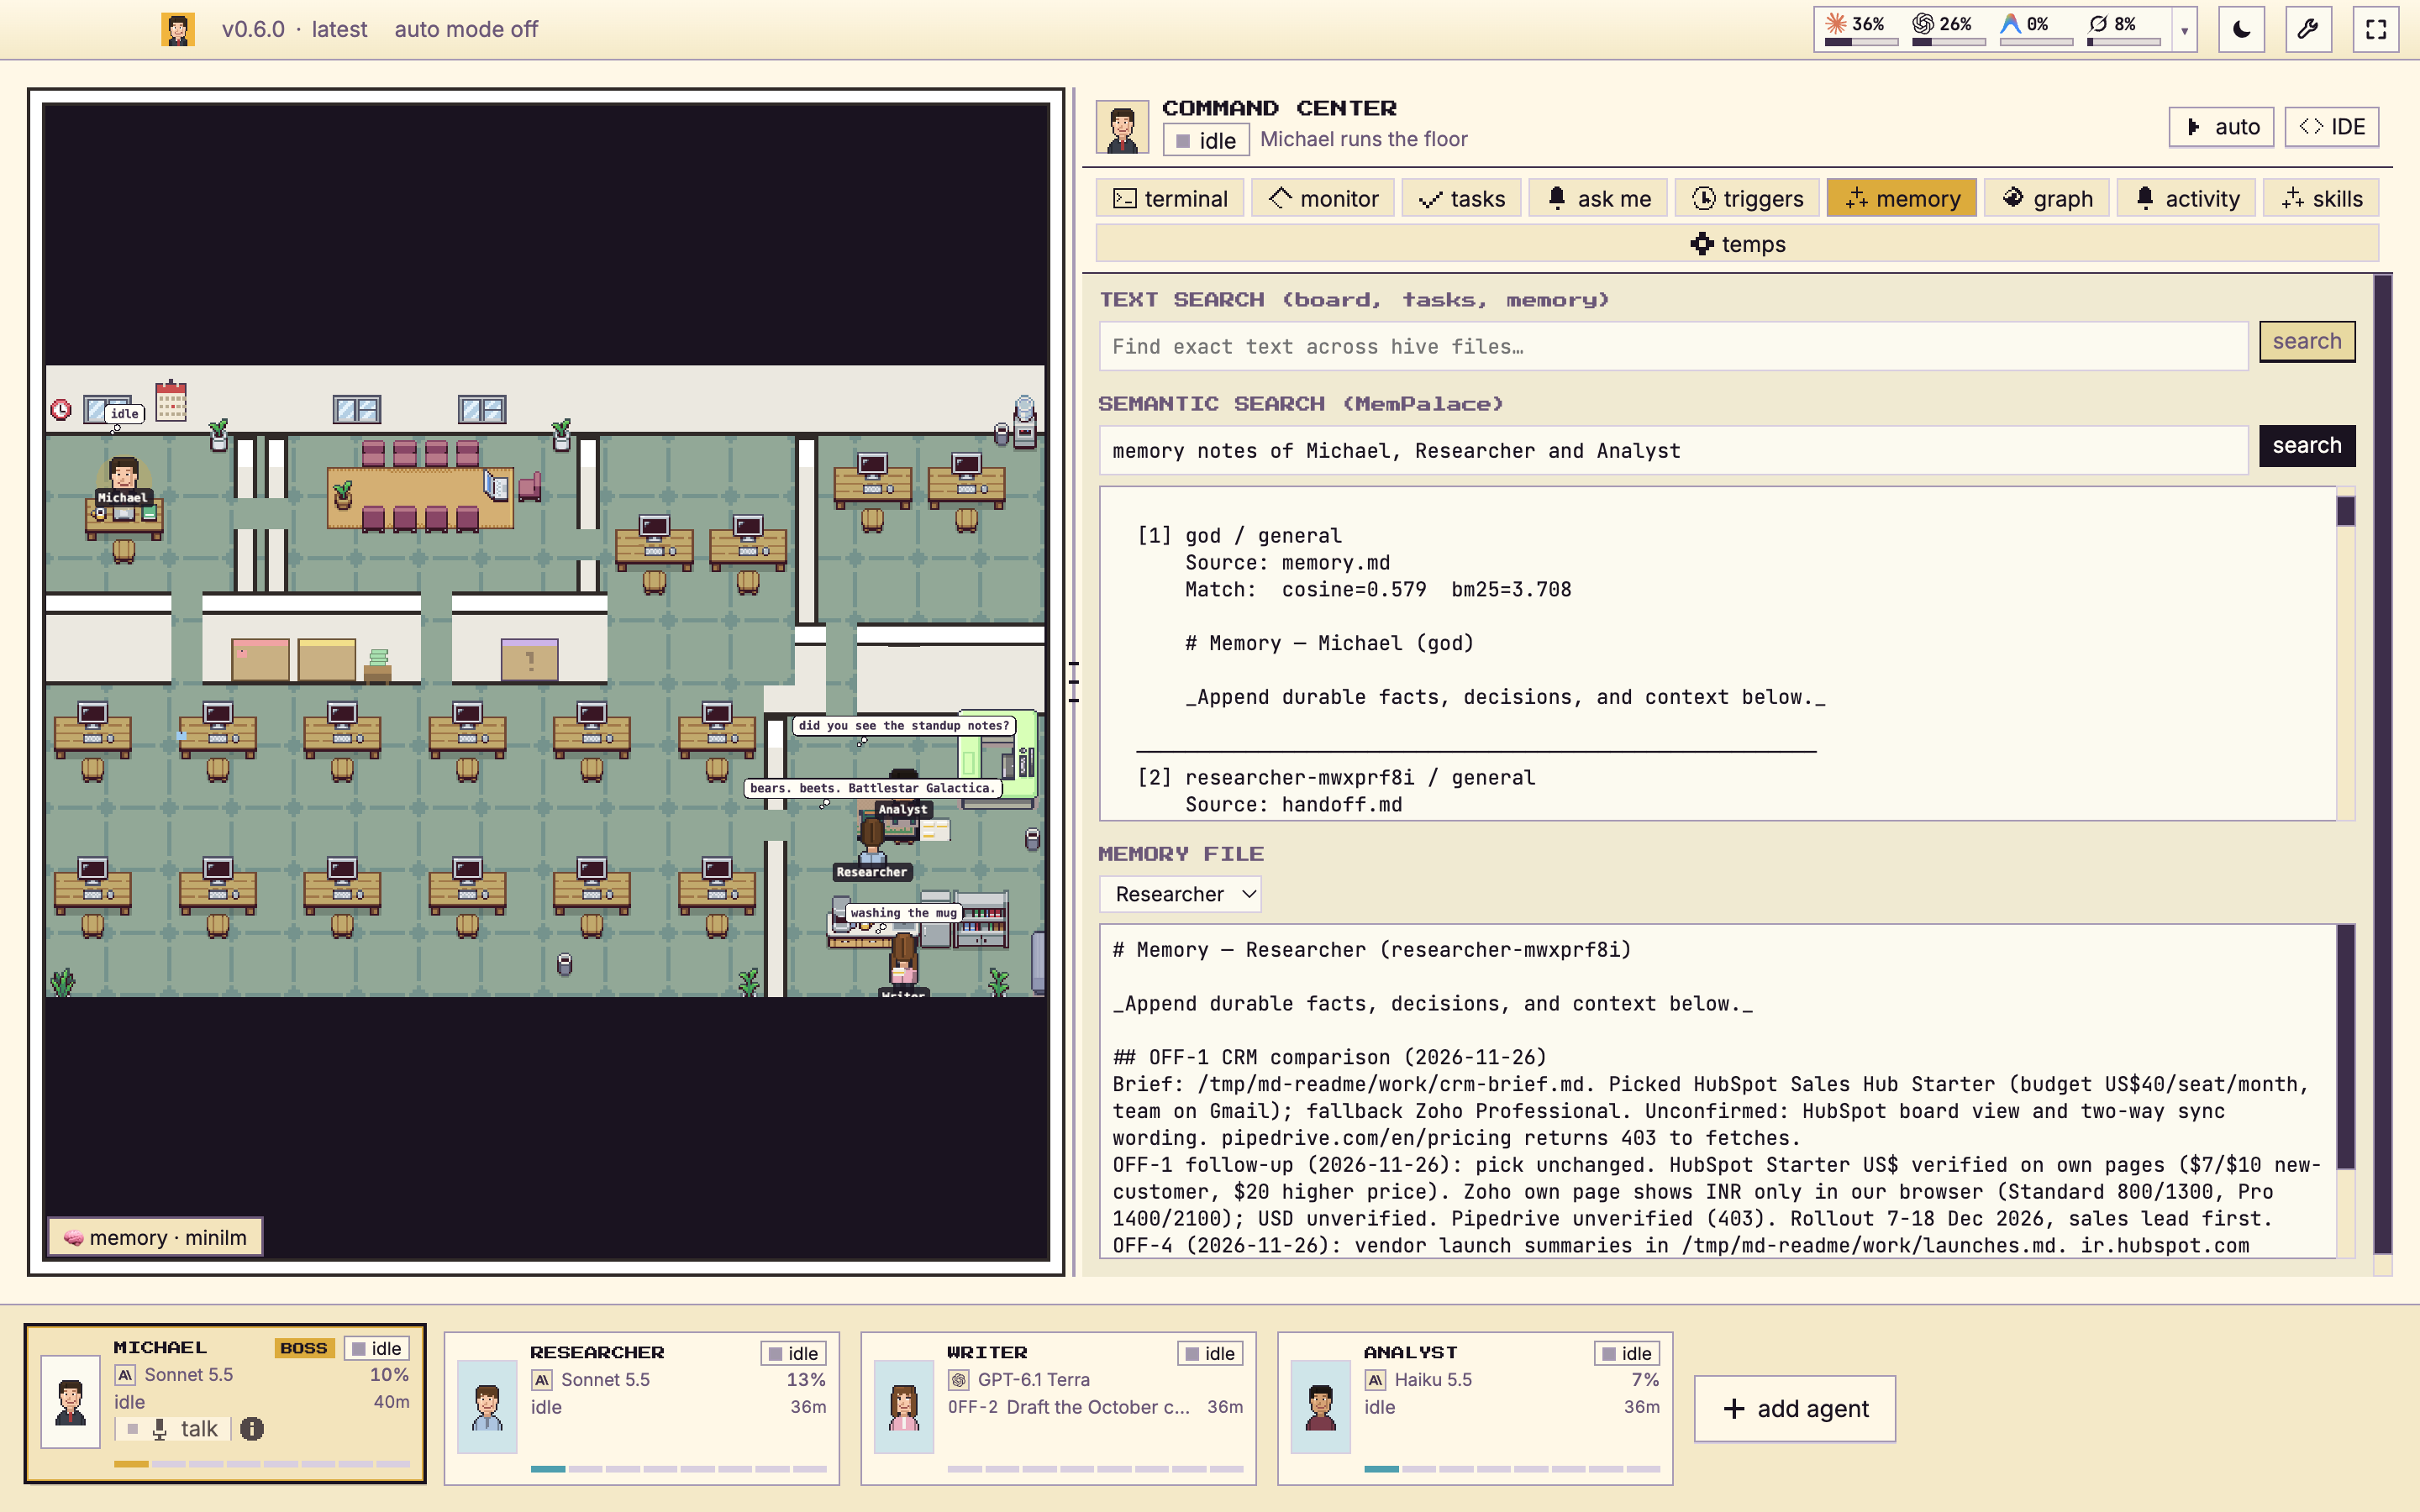 v0.6.0 · latest auto mode off
36% 26% 0% 8%
COMMAND CENTER
idle Michael runs the floor
auto IDE
terminal monitor tasks ask me triggers memory graph activity skills
temps
TEXT SEARCH (board, tasks, memory)
Find exact text across hive files… search
SEMANTIC SEARCH (MemPalace)
memory notes of Michael, Researcher and Analyst search
[1] god / general
Source: memory.md
Match: cosine=0.579 bm25=3.708
# Memory — Michael (god)
_Append durable facts, decisions, and context below._
[2] researcher-mwxprf8i / general
Source: handoff.md
MEMORY FILE
Researcher
# Memory — Researcher (researcher-mwxprf8i)
_Append durable facts, decisions, and context below._
## OFF-1 CRM comparison (2026-11-26)
Brief: /tmp/md-readme/work/crm-brief.md. Picked HubSpot Sales Hub Starter (budget US$40/seat/month,
team on Gmail); fallback Zoho Professional. Unconfirmed: HubSpot board view and two-way sync
wording. pipedrive.com/en/pricing returns 403 to fetches.
OFF-1 follow-up (2026-11-26): pick unchanged. HubSpot Starter US$ verified on own pages ($7/$10 new-
customer, $20 higher price). Zoho own page shows INR only in our browser (Standard 800/1300, Pro
1400/2100); USD unverified. Pipedrive unverified (403). Rollout 7-18 Dec 2026, sales lead first.
OFF-4 (2026-11-26): vendor launch summaries in /tmp/md-readme/work/launches.md. ir.hubspot.com
idle
Michael
did you see the standup notes?
bears. beets. Battlestar Galactica.
Analyst
Researcher
washing the mug
Writer
memory · minilm
MICHAEL BOSS idle
Sonnet 5.5 10%
idle 40m
talk
RESEARCHER idle
Sonnet 5.5 13%
idle 36m
WRITER idle
GPT-6.1 Terra
OFF-2 Draft the October c... 36m
ANALYST idle
Haiku 5.5 7%
idle 36m
+ add agent